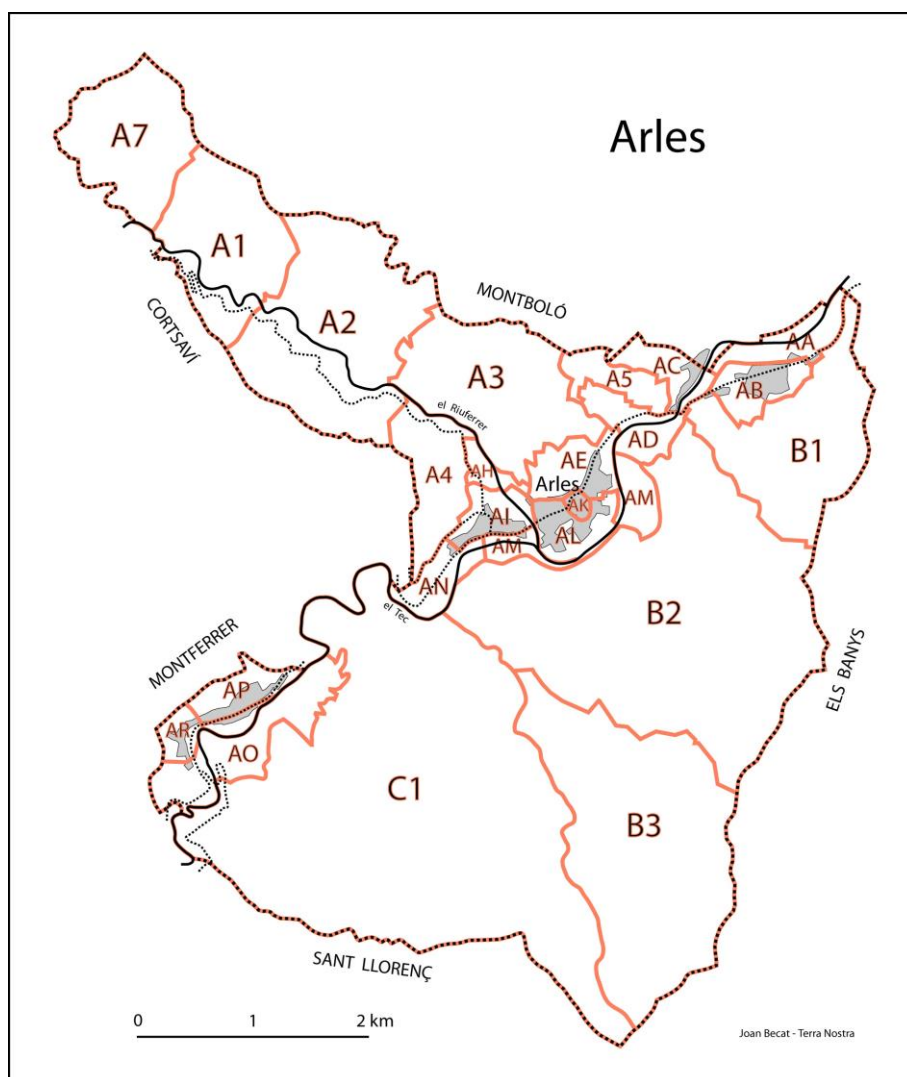 Arles
A7
A1
MONTBOLÓ
CORTSAVÍ
A2
AA
A3
AC
A5
AB
el Riuferrer
AD
B1
AE
A4
AH
Arles
AM
AK
AI
AL
AM
AN
el Tec
B2
MONTFERRER
ELS BANYS
AP
AR
AO
C1
B3
SANT LLORENÇ
0 1 2 km
Joan Becat - Terra Nostra